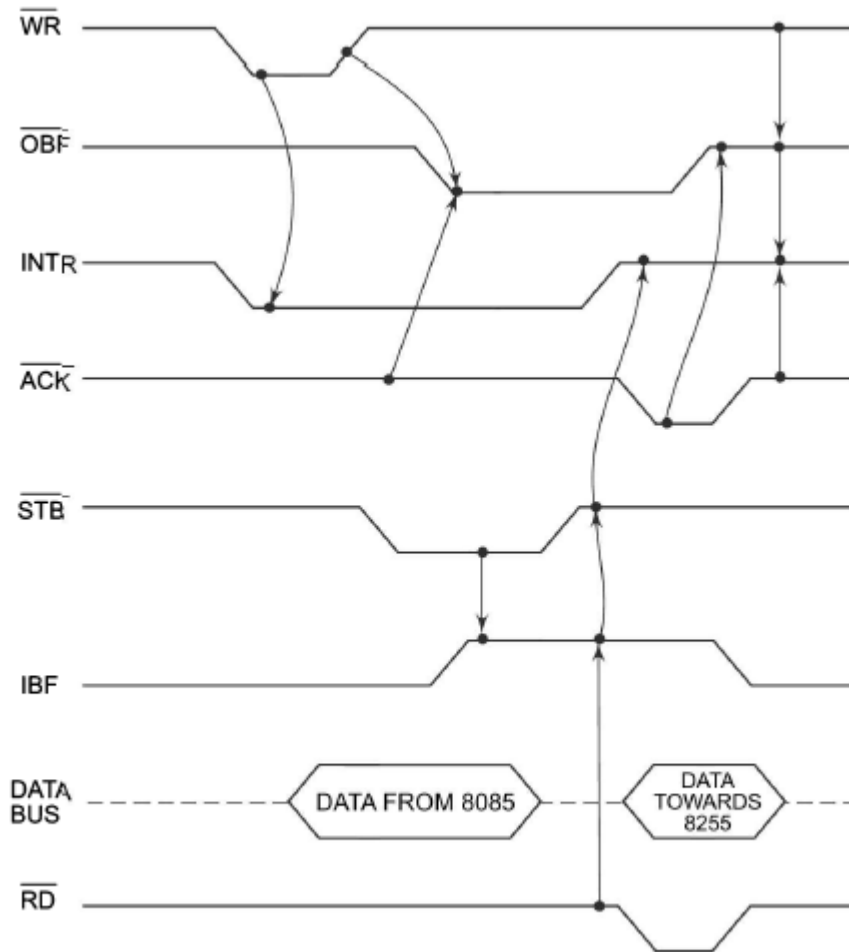 WR
OBF
INTR
ACK
STB
IBF
DATA
BUS
DATA FROM 8085
DATA
TOWARDS
8255
RD